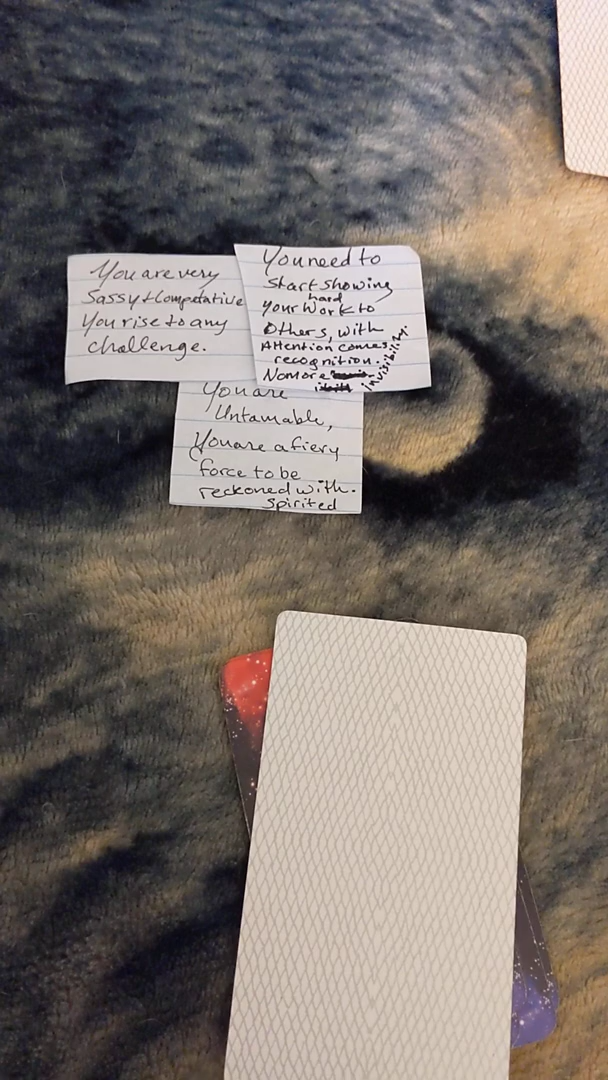 You are very
Sassy + Competative
You rise to any
challenge.
You need to
start showing
hard
your work to
others, with
Attention comes
recognition.
No more
invisibility.
You are
Untamable,
You are a fiery
force to be
reckoned with.
Spirited